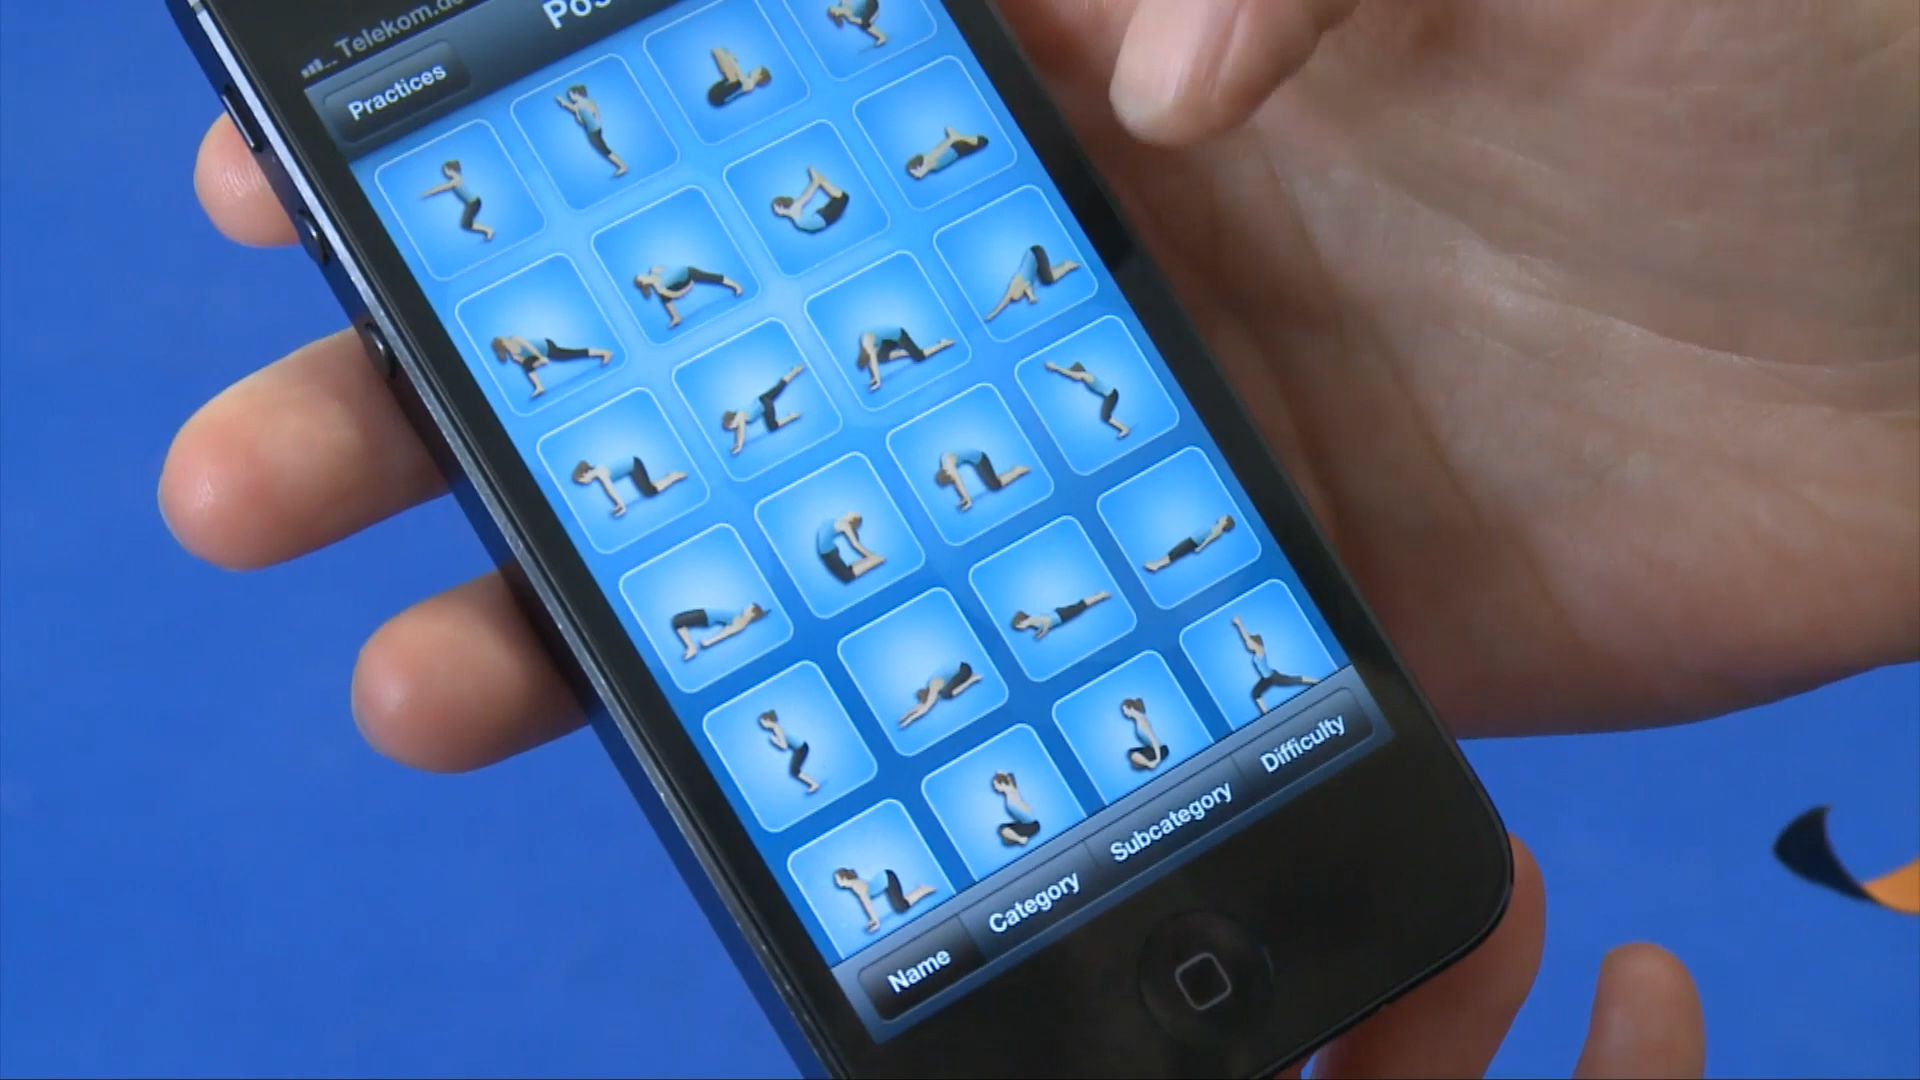 Telekom.de
Practices
Name
Category
Subcategory
Difficulty